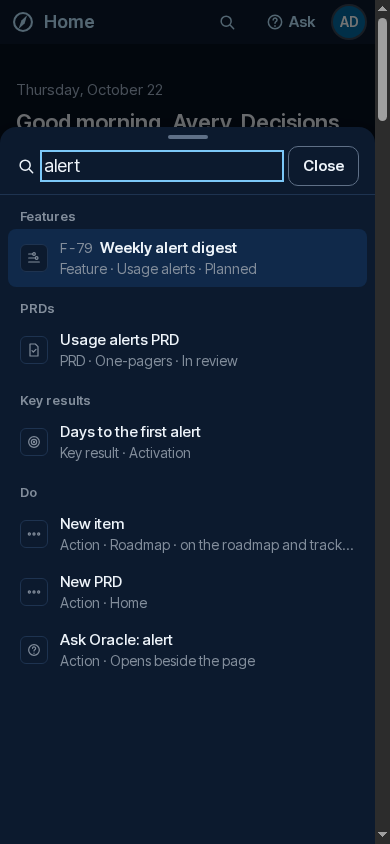 Home
Ask
AD
Thursday, October 22
Good morning, Avery. Decisions
alert
Close
Features
F-79 Weekly alert digest
Feature · Usage alerts · Planned
PRDs
Usage alerts PRD
PRD · One-pagers · In review
Key results
Days to the first alert
Key result · Activation
Do
New item
Action · Roadmap · on the roadmap and track…
New PRD
Action · Home
Ask Oracle: alert
Action · Opens beside the page